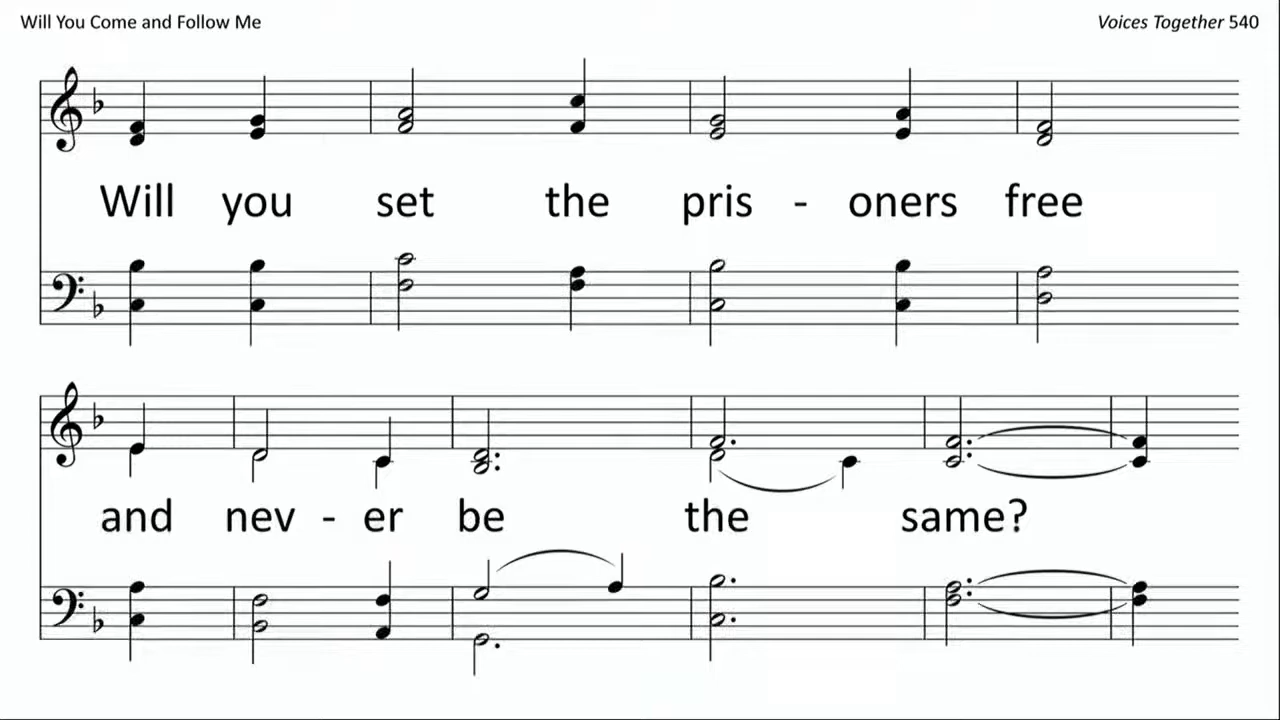 Will You Come and Follow Me
Voices Together 540
Will you set the pris - oners free
and nev - er be the same?